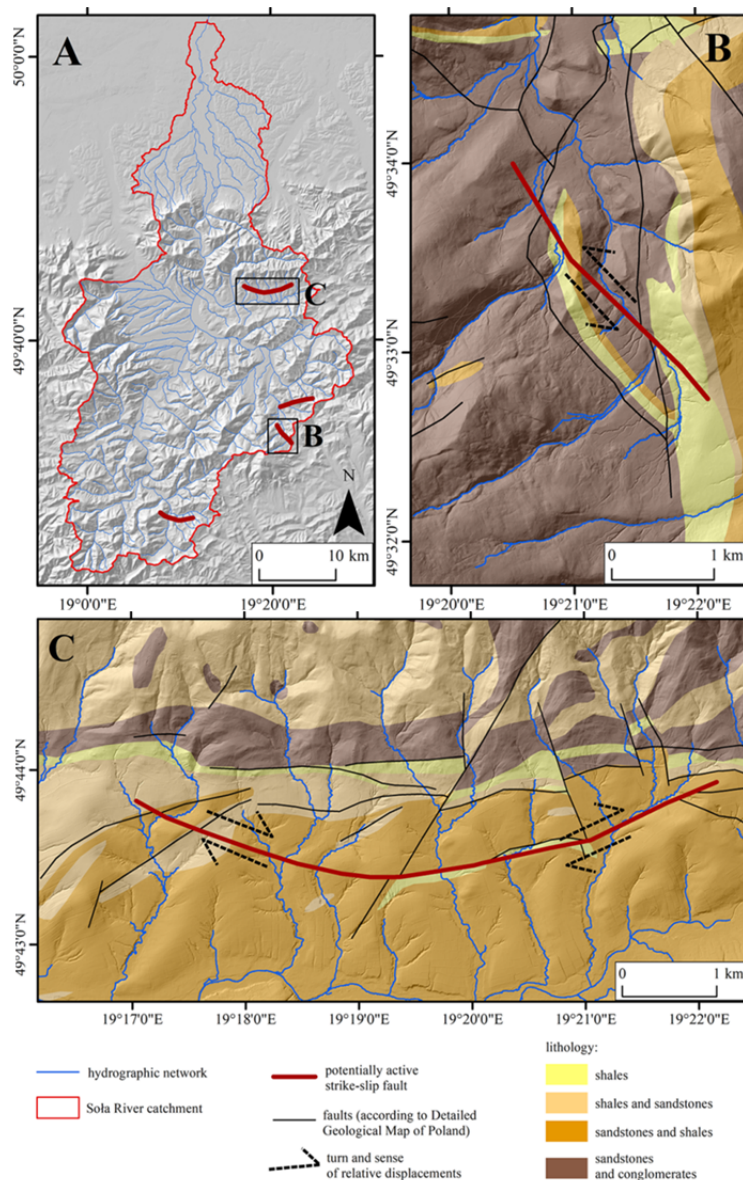 A
B
C
B
N
0 10 km
50°0'0"N
49°40'0"N
19°0'0"E 19°20'0"E
49°34'0"N
49°33'0"N
49°32'0"N
0 1 km
19°20'0"E 19°21'0"E 19°22'0"E
C
49°44'0"N
49°43'0"N
0 1 km
19°17'0"E 19°18'0"E 19°19'0"E 19°20'0"E 19°21'0"E 19°22'0"E
hydrographic network
Soła River catchment
potentially active
strike-slip fault
faults (according to Detailed
Geological Map of Poland)
turn and sense
of relative displacements
lithology:
shales
shales and sandstones
sandstones and shales
sandstones
and conglomerates